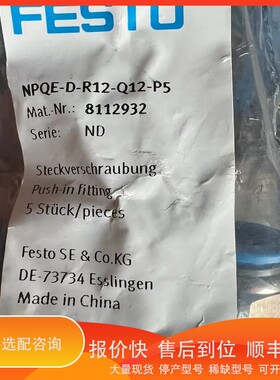 FESTO
NPQE-D-R12-Q12-P5
Mat.-Nr.: 8112932
Serie: ND
Steckverschraubung
Push-in fitting
5 Stück/pieces
Festo SE & Co.KG
DE-73734 Esslingen
Made in China
选配咨询
报价快 售后到位 顺丰
大量现货 停产型号 稀缺型号 可开